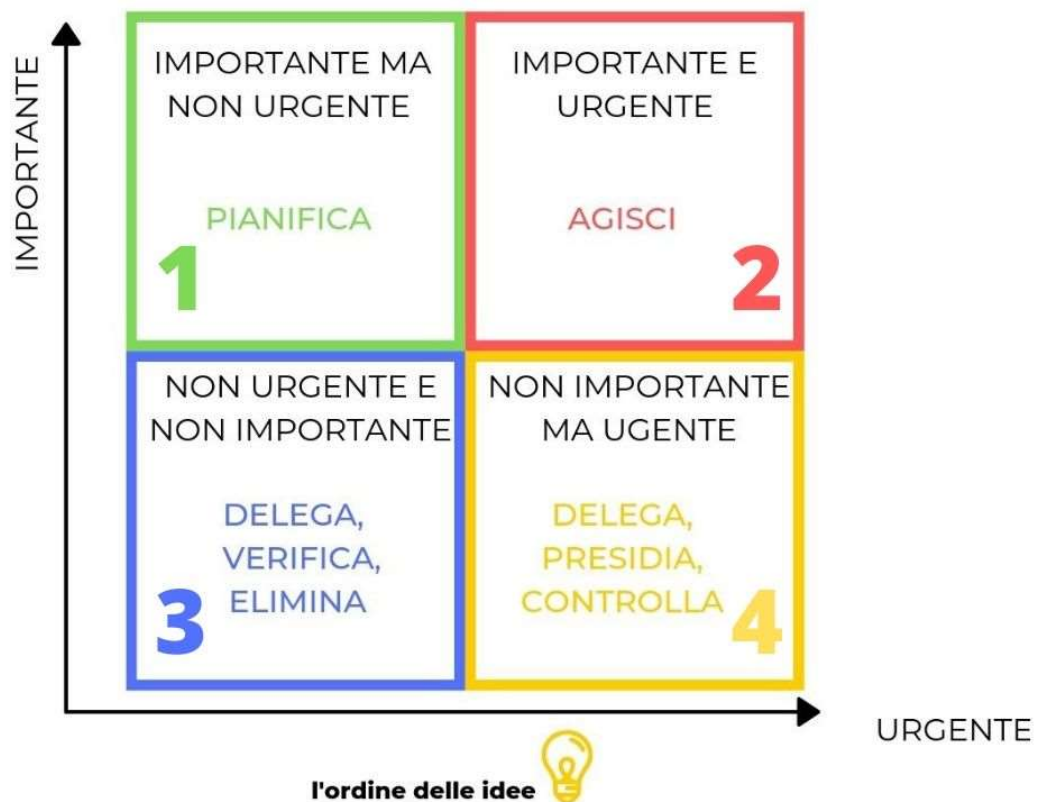 IMPORTANTE
IMPORTANTE MA
NON URGENTE
PIANIFICA
1
IMPORTANTE E
URGENTE
AGISCI
2
NON URGENTE E
NON IMPORTANTE
DELEGA,
VERIFICA,
ELIMINA
3
NON IMPORTANTE
MA UGENTE
DELEGA,
PRESIDIA,
CONTROLLA
4
URGENTE
l'ordine delle idee